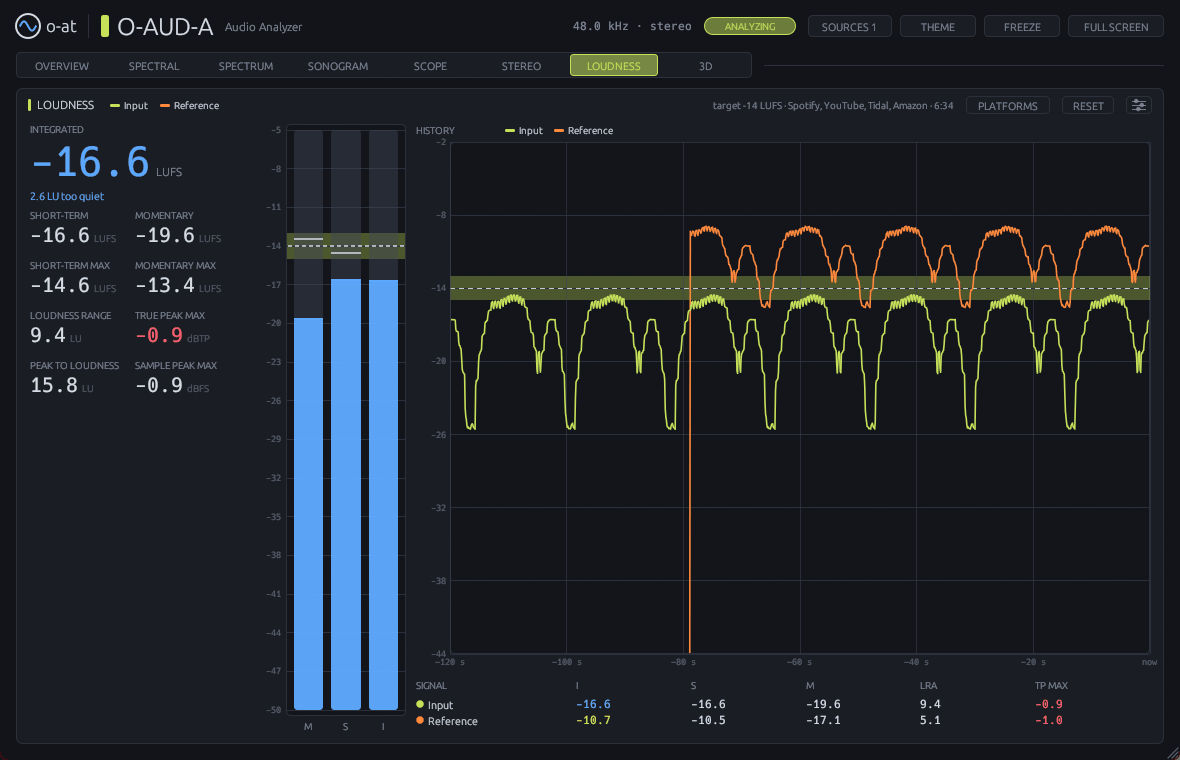 o-at O-AUD-A Audio Analyzer 48.0 kHz · stereo ANALYZING SOURCES 1 THEME FREEZE FULLSCREEN
OVERVIEW SPECTRAL SPECTRUM SONOGRAM SCOPE STEREO LOUDNESS 3D
LOUDNESS Input Reference target -14 LUFS · Spotify, YouTube, Tidal, Amazon · 6:34 PLATFORMS RESET
INTEGRATED
-16.6 LUFS
2.6 LU too quiet
SHORT-TERM MOMENTARY
-16.6 LUFS -19.6 LUFS
SHORT-TERM MAX MOMENTARY MAX
-14.6 LUFS -13.4 LUFS
LOUDNESS RANGE TRUE PEAK MAX
9.4 LU -0.9 dBTP
PEAK TO LOUDNESS SAMPLE PEAK MAX
15.8 LU -0.9 dBFS
-5
-8
-11
-14
-17
-20
-23
-26
-29
-32
-35
-38
-41
-44
-47
-50
M S I
HISTORY Input Reference
-2
-8
-14
-20
-26
-32
-38
-44
-120 s -100 s -80 s -60 s -40 s -20 s now
SIGNAL I S M LRA TP MAX
Input -16.6 -16.6 -19.6 9.4 -0.9
Reference -10.7 -10.5 -17.1 5.1 -1.0